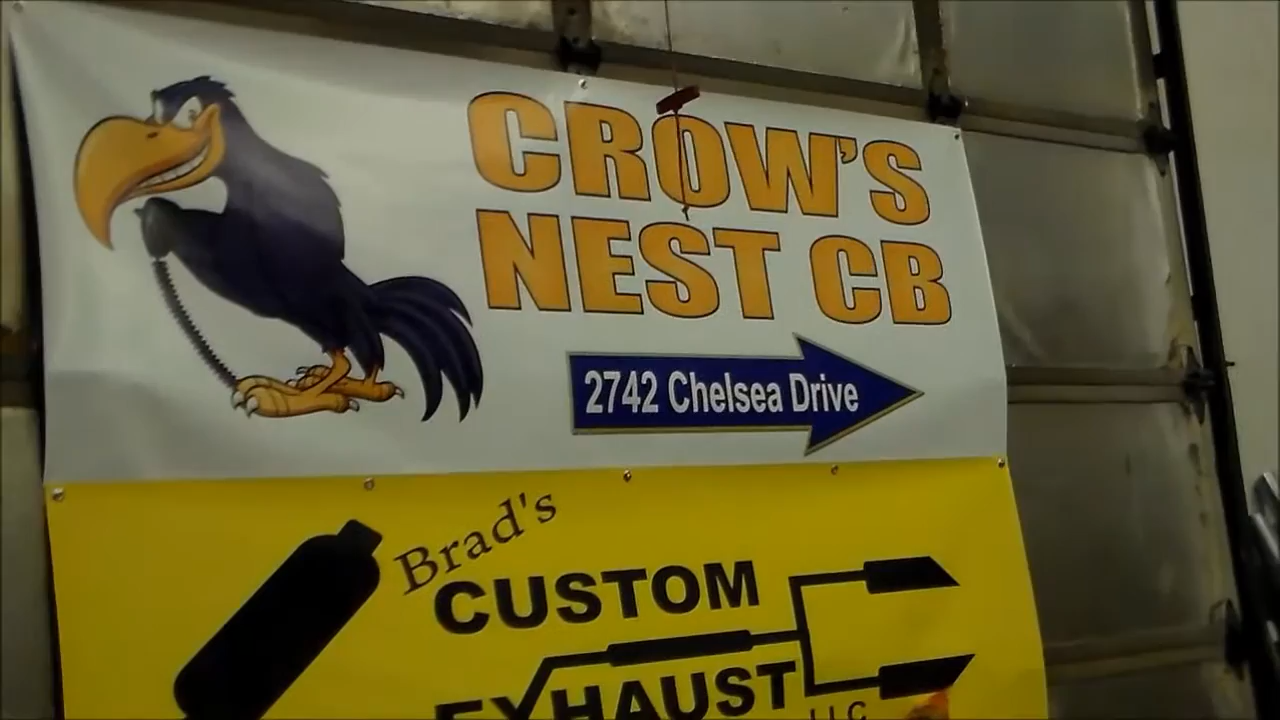 CROW'S
NEST CB
2742 Chelsea Drive
Brad's
CUSTOM
EXHAUST
LLC